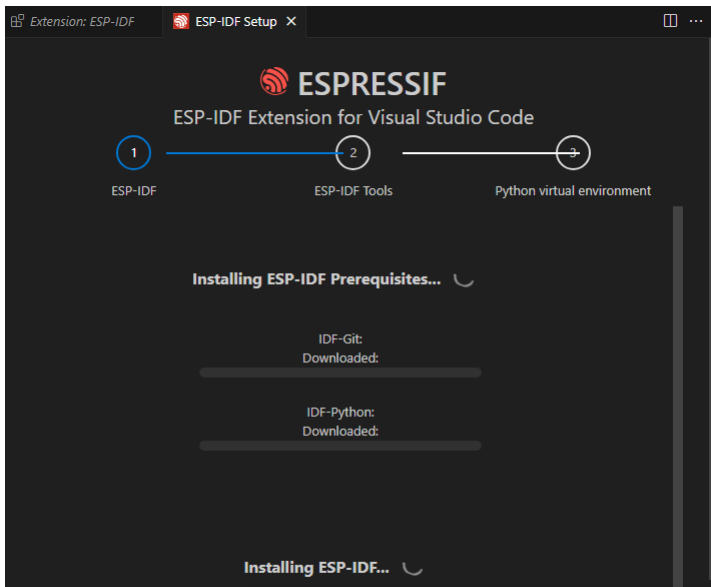 Extension: ESP-IDF
ESP-IDF Setup
ESPRESSIF
ESP-IDF Extension for Visual Studio Code
1
2
3
ESP-IDF
ESP-IDF Tools
Python virtual environment
Installing ESP-IDF Prerequisites...
IDF-Git:
Downloaded:
IDF-Python:
Downloaded:
Installing ESP-IDF...